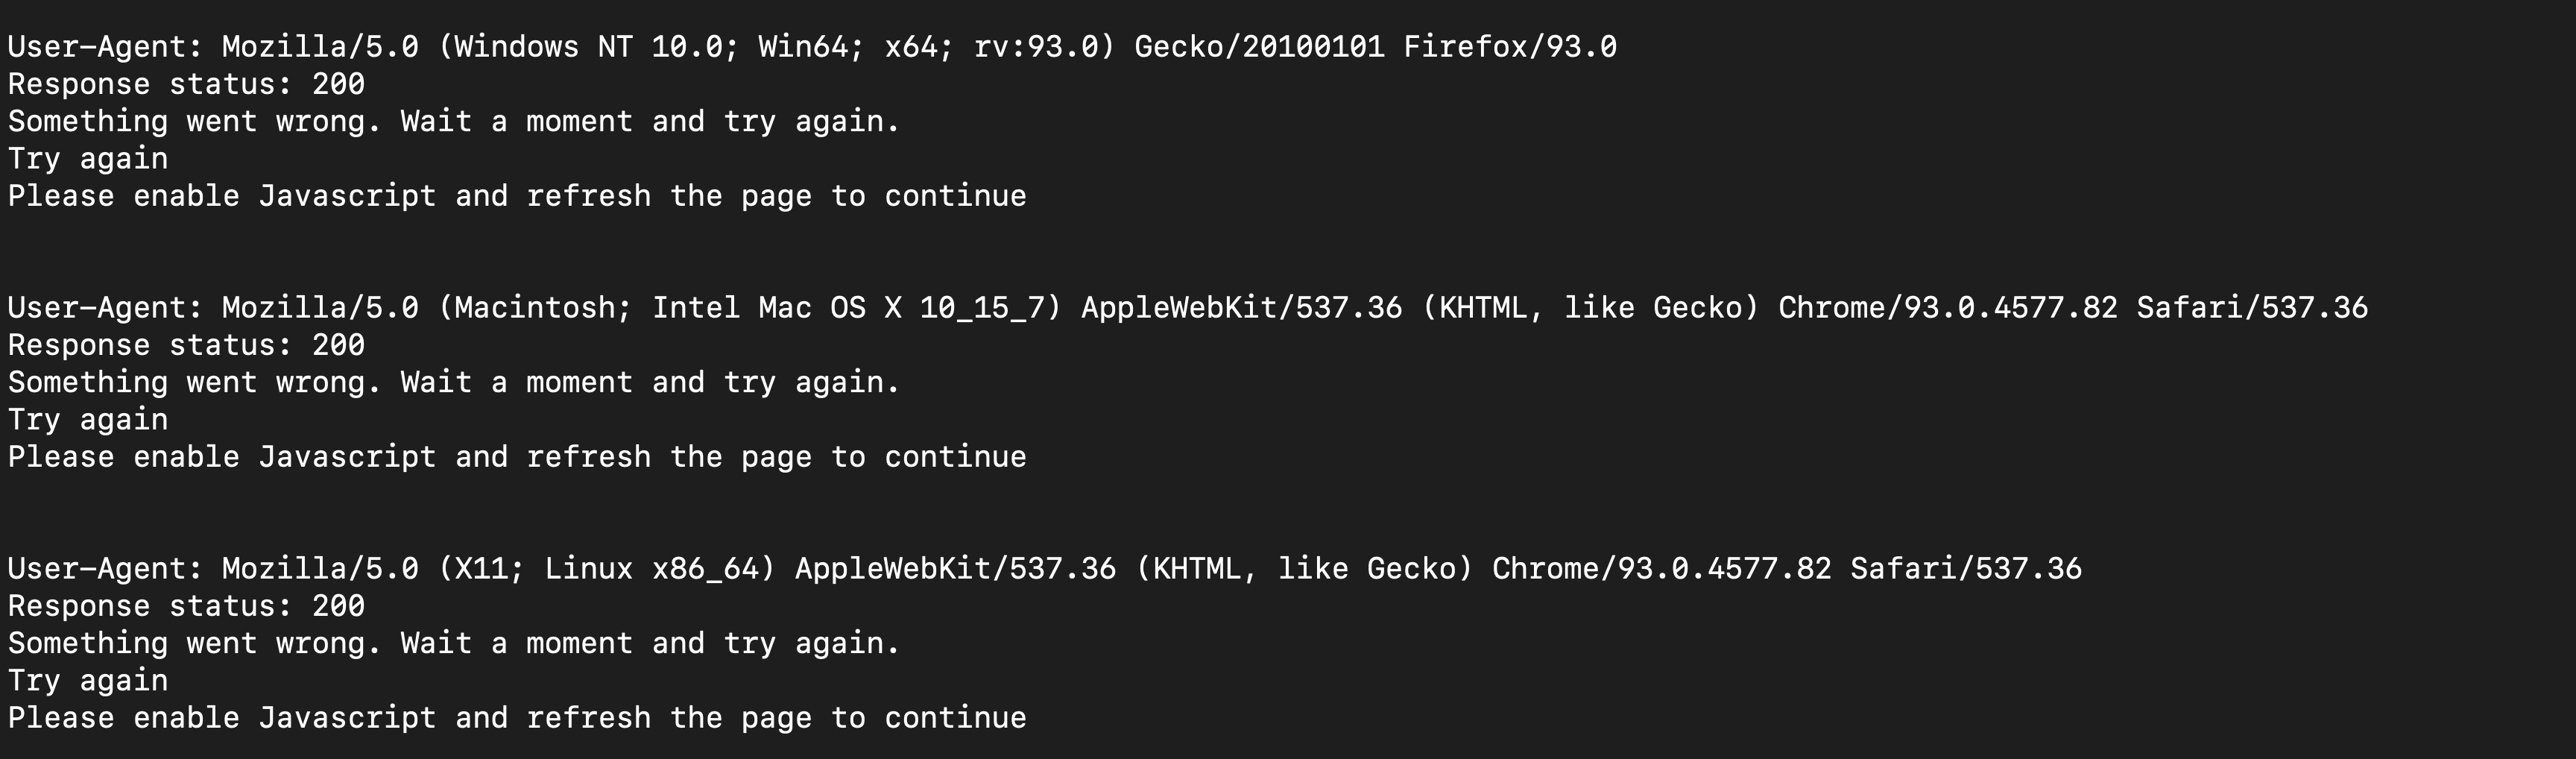 User-Agent: Mozilla/5.0 (Windows NT 10.0; Win64; x64; rv:93.0) Gecko/20100101 Firefox/93.0
Response status: 200
Something went wrong. Wait a moment and try again.
Try again
Please enable Javascript and refresh the page to continue
User-Agent: Mozilla/5.0 (Macintosh; Intel Mac OS X 10_15_7) AppleWebKit/537.36 (KHTML, like Gecko) Chrome/93.0.4577.82 Safari/537.36
Response status: 200
Something went wrong. Wait a moment and try again.
Try again
Please enable Javascript and refresh the page to continue
User-Agent: Mozilla/5.0 (X11; Linux x86_64) AppleWebKit/537.36 (KHTML, like Gecko) Chrome/93.0.4577.82 Safari/537.36
Response status: 200
Something went wrong. Wait a moment and try again.
Try again
Please enable Javascript and refresh the page to continue